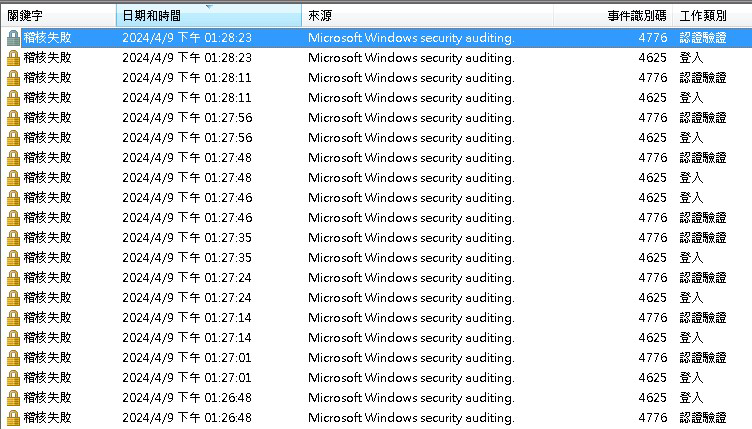 關鍵字 日期和時間 來源 事件識別碼 工作類別
稽核失敗 2024/4/9 下午 01:28:23 Microsoft Windows security auditing. 4776 認證驗證
稽核失敗 2024/4/9 下午 01:28:23 Microsoft Windows security auditing. 4625 登入
稽核失敗 2024/4/9 下午 01:28:11 Microsoft Windows security auditing. 4776 認證驗證
稽核失敗 2024/4/9 下午 01:28:11 Microsoft Windows security auditing. 4625 登入
稽核失敗 2024/4/9 下午 01:27:56 Microsoft Windows security auditing. 4776 認證驗證
稽核失敗 2024/4/9 下午 01:27:56 Microsoft Windows security auditing. 4625 登入
稽核失敗 2024/4/9 下午 01:27:48 Microsoft Windows security auditing. 4776 認證驗證
稽核失敗 2024/4/9 下午 01:27:48 Microsoft Windows security auditing. 4625 登入
稽核失敗 2024/4/9 下午 01:27:46 Microsoft Windows security auditing. 4625 登入
稽核失敗 2024/4/9 下午 01:27:46 Microsoft Windows security auditing. 4776 認證驗證
稽核失敗 2024/4/9 下午 01:27:35 Microsoft Windows security auditing. 4776 認證驗證
稽核失敗 2024/4/9 下午 01:27:35 Microsoft Windows security auditing. 4625 登入
稽核失敗 2024/4/9 下午 01:27:24 Microsoft Windows security auditing. 4776 認證驗證
稽核失敗 2024/4/9 下午 01:27:24 Microsoft Windows security auditing. 4625 登入
稽核失敗 2024/4/9 下午 01:27:14 Microsoft Windows security auditing. 4776 認證驗證
稽核失敗 2024/4/9 下午 01:27:14 Microsoft Windows security auditing. 4625 登入
稽核失敗 2024/4/9 下午 01:27:01 Microsoft Windows security auditing. 4776 認證驗證
稽核失敗 2024/4/9 下午 01:27:01 Microsoft Windows security auditing. 4625 登入
稽核失敗 2024/4/9 下午 01:26:48 Microsoft Windows security auditing. 4625 登入
稽核失敗 2024/4/9 下午 01:26:48 Microsoft Windows security auditing. 4776 認證驗證